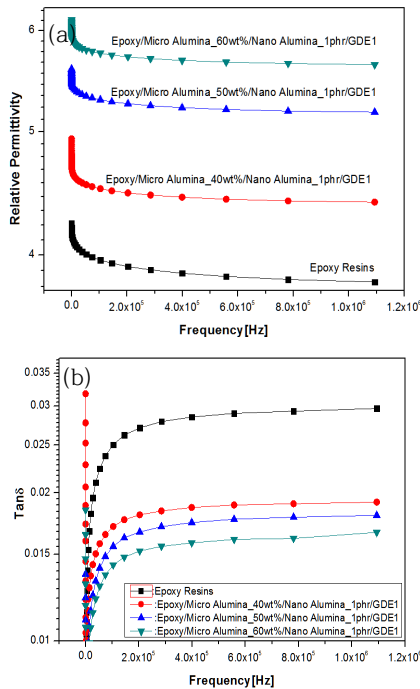 (a)
Epoxy/Micro Alumina_60wt%/Nano Alumina_1phr/GDE1
Epoxy/Micro Alumina_50wt%/Nano Alumina_1phr/GDE1
Epoxy/Micro Alumina_40wt%/Nano Alumina_1phr/GDE1
Epoxy Resins
Relative Permittivity
6
5
4
0.0 2.0x10⁵ 4.0x10⁵ 6.0x10⁵ 8.0x10⁵ 1.0x10⁶ 1.2x10⁶
Frequency[Hz]
(b)
Tanδ
0.035
0.03
0.025
0.02
0.015
0.01
Epoxy Resins
:Epoxy/Micro Alumina_40wt%/Nano Alumina_1phr/GDE1
:Epoxy/Micro Alumina_50wt%/Nano Alumina_1phr/GDE1
:Epoxy/Micro Alumina_60wt%/Nano Alumina_1phr/GDE1
0.0 2.0x10⁵ 4.0x10⁵ 6.0x10⁵ 8.0x10⁵ 1.0x10⁶ 1.2x10⁶
Frequency[Hz]